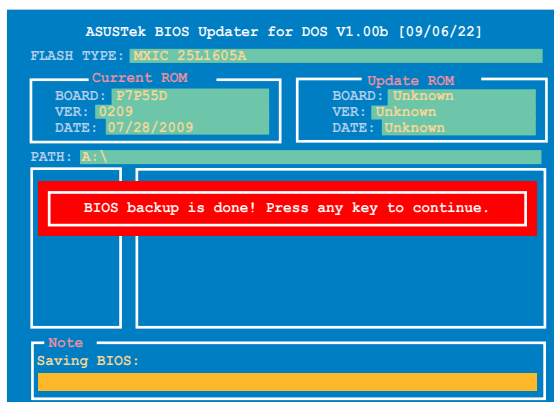 ASUSTek BIOS Updater for DOS V1.00b [09/06/22]
FLASH TYPE: MXIC 25L1605A
Current ROM
BOARD: P7P55D
VER: 0209
DATE: 07/28/2009
Update ROM
BOARD: Unknown
VER: Unknown
DATE: Unknown
PATH: A:\
BIOS backup is done! Press any key to continue.
Note
Saving BIOS: